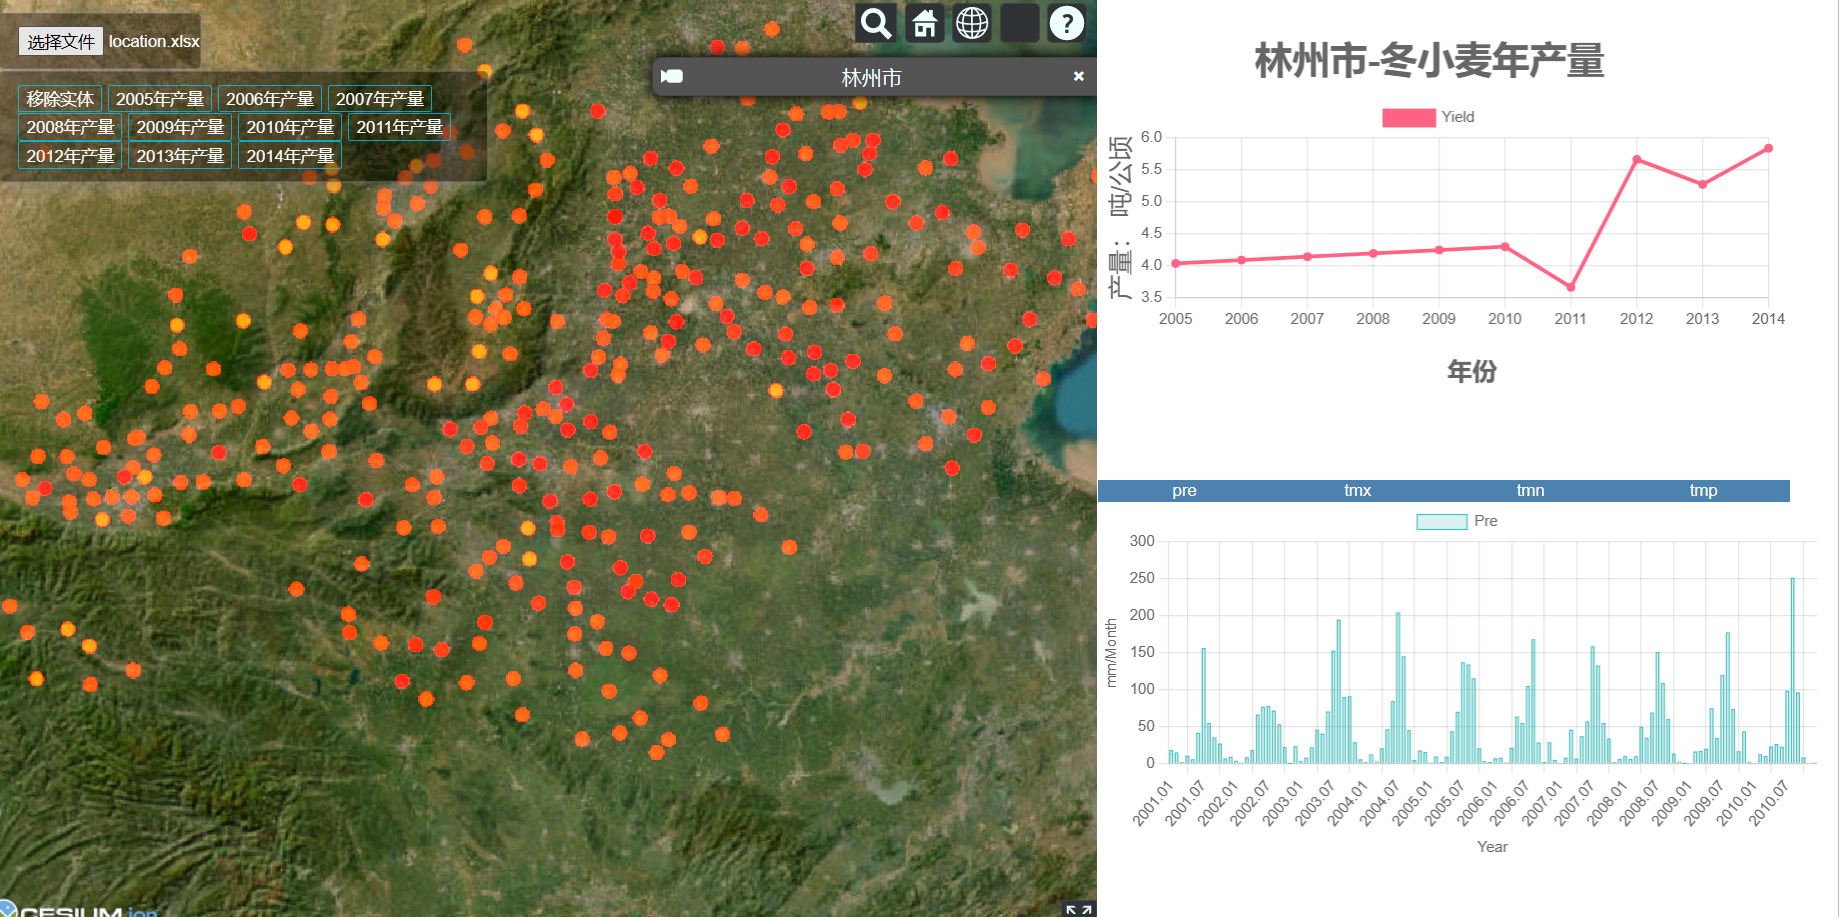 选择文件 location.xlsx
移除实体 2005年产量 2006年产量 2007年产量
2008年产量 2009年产量 2010年产量 2011年产量
2012年产量 2013年产量 2014年产量
?
林州市 ×
CESIUM ion
林州市-冬小麦年产量
Yield
产量： 吨/公顷
6.0
5.5
5.0
4.5
4.0
3.5
2005 2006 2007 2008 2009 2010 2011 2012 2013 2014
年份
pre tmx tmn tmp
Pre
mm/Month
300
250
200
150
100
50
0
2001.01 2001.07 2002.01 2002.07 2003.01 2003.07 2004.01 2004.07 2005.01 2005.07 2006.01 2006.07 2007.01 2007.07 2008.01 2008.07 2009.01 2009.07 2010.01 2010.07
Year